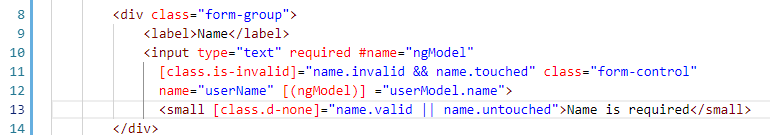 8 <div class="form-group">
9 <label>Name</label>
10 <input type="text" required #name="ngModel"
11 [class.is-invalid]="name.invalid && name.touched" class="form-control"
12 name="userName" [(ngModel)] ="userModel.name">
13 <small [class.d-none]="name.valid || name.untouched">Name is required</small>
14 </div>